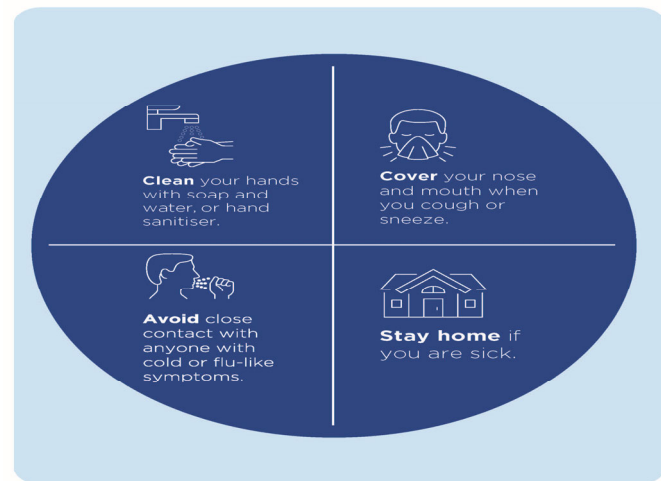 Clean your hands
with soap and
water, or hand
sanitiser.
Cover your nose
and mouth when
you cough or
sneeze.
Avoid close
contact with
anyone with
cold or flu-like
symptoms.
Stay home if
you are sick.